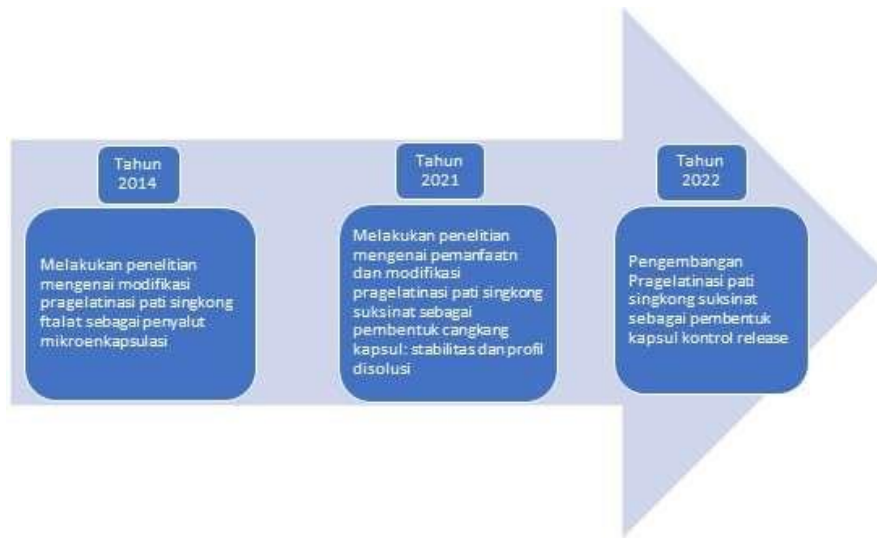 Tahun
2014
Melakukan penelitian
mengenai modifikasi
pragelatinasi pati singkong
ftalat sebagai penyalut
mikroenkapsulasi
Tahun
2021
Melakukan penelitian
mengenai pemanfaatn
dan modifikasi
pragelatinasi pati singkong
suksinat sebagai
pembentuk cangkang
kapsul: stabilitas dan profil
disolusi
Tahun
2022
Pengembangan
Pragelatinasi pati
singkong suksinat
sebagai pembentuk
kapsul kontrol release